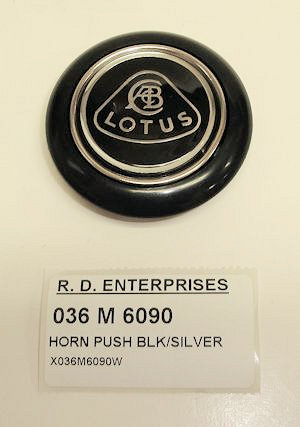 LOTUS
R. D. ENTERPRISES
036 M 6090
HORN PUSH BLK/SILVER
X036M6090W